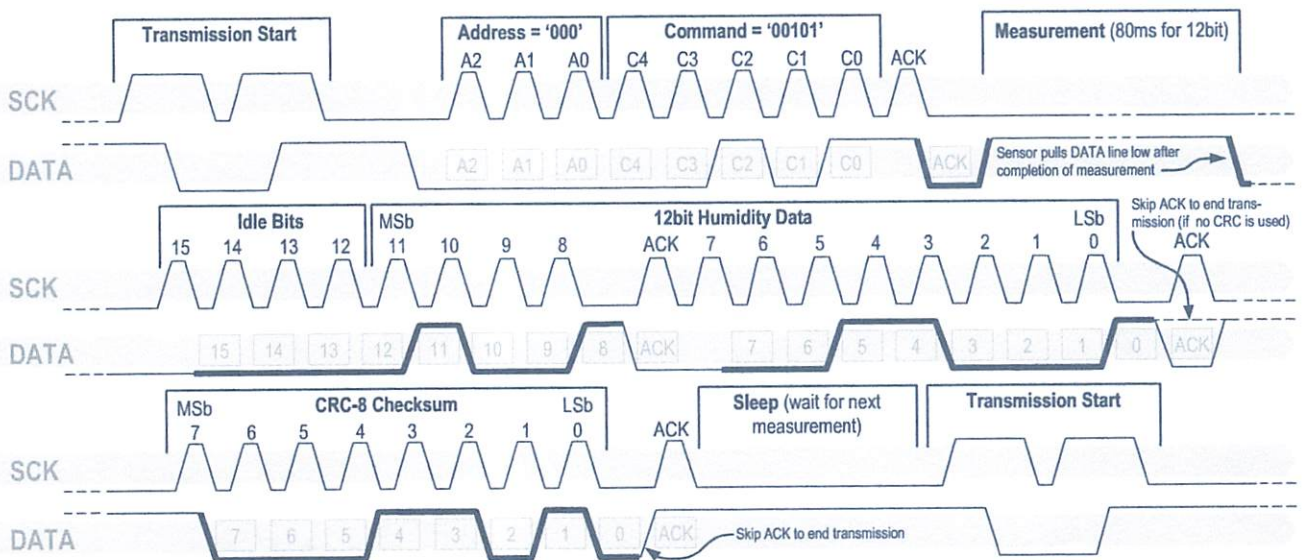 Transmission Start Address = '000' Command = '00101' Measurement (80ms for 12bit)
A2 A1 A0 C4 C3 C2 C1 C0 ACK
SCK
DATA A2 A1 A0 C4 C3 C2 C1 C0 ACK Sensor pulls DATA line low after
completion of measurement
Skip ACK to end trans-
mission (if no CRC is used)
Idle Bits MSb 12bit Humidity Data LSb
15 14 13 12 11 10 9 8 ACK 7 6 5 4 3 2 1 0 ACK
SCK
DATA 15 14 13 12 11 10 9 8 ACK 7 6 5 4 3 2 1 0 ACK
MSb CRC-8 Checksum LSb Sleep (wait for next Transmission Start
measurement)
7 6 5 4 3 2 1 0 ACK
SCK
DATA 7 6 5 4 3 2 1 0 ACK Skip ACK to end transmission